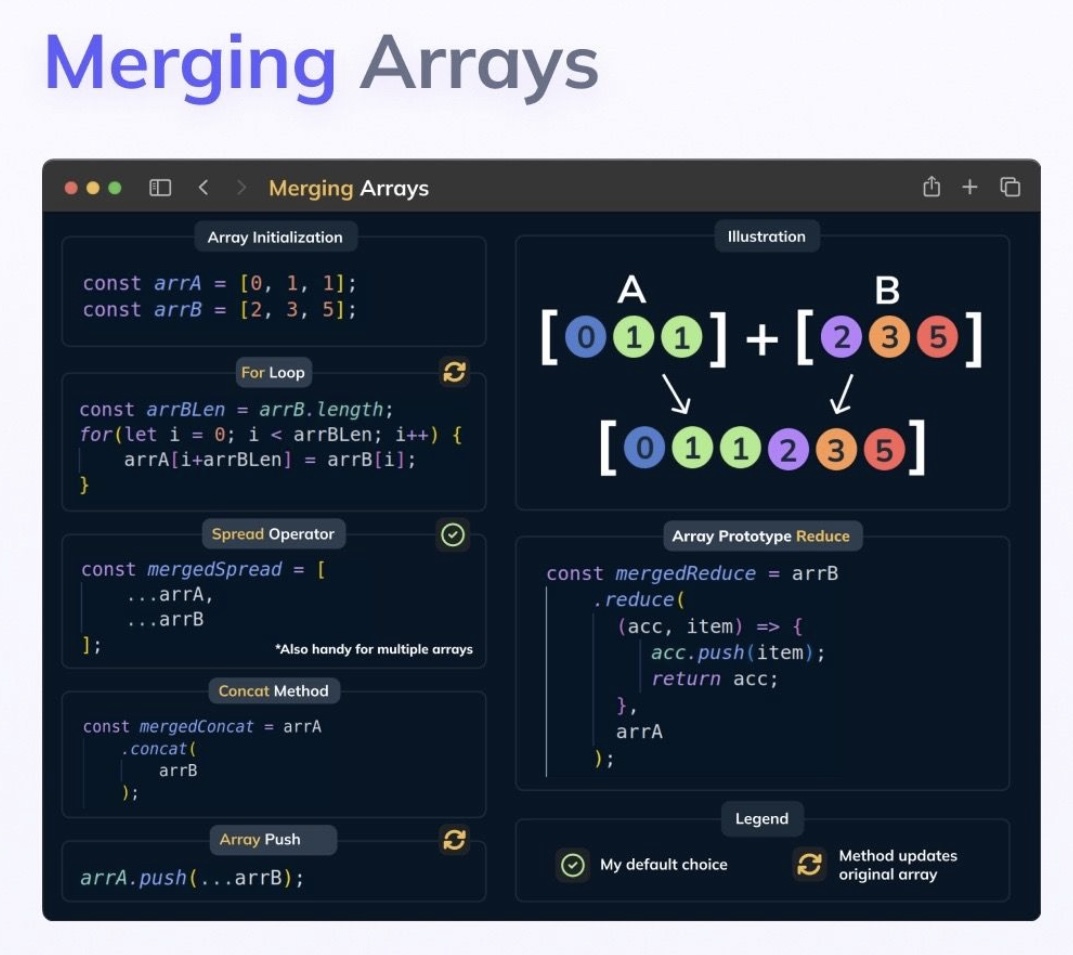 Merging Arrays
Merging Arrays
Array Initialization
const arrA = [0, 1, 1];
const arrB = [2, 3, 5];
For Loop
const arrBLen = arrB.length;
for(let i = 0; i < arrBLen; i++) {
arrA[i+arrBLen] = arrB[i];
}
Spread Operator
const mergedSpread = [
...arrA,
...arrB
];
*Also handy for multiple arrays
Concat Method
const mergedConcat = arrA
.concat(
arrB
);
Array Push
arrA.push(...arrB);
Illustration
A B
[0 1 1] + [2 3 5]
[0 1 1 2 3 5]
Array Prototype Reduce
const mergedReduce = arrB
.reduce(
(acc, item) => {
acc.push(item);
return acc;
},
arrA
);
Legend
My default choice
Method updates
original array